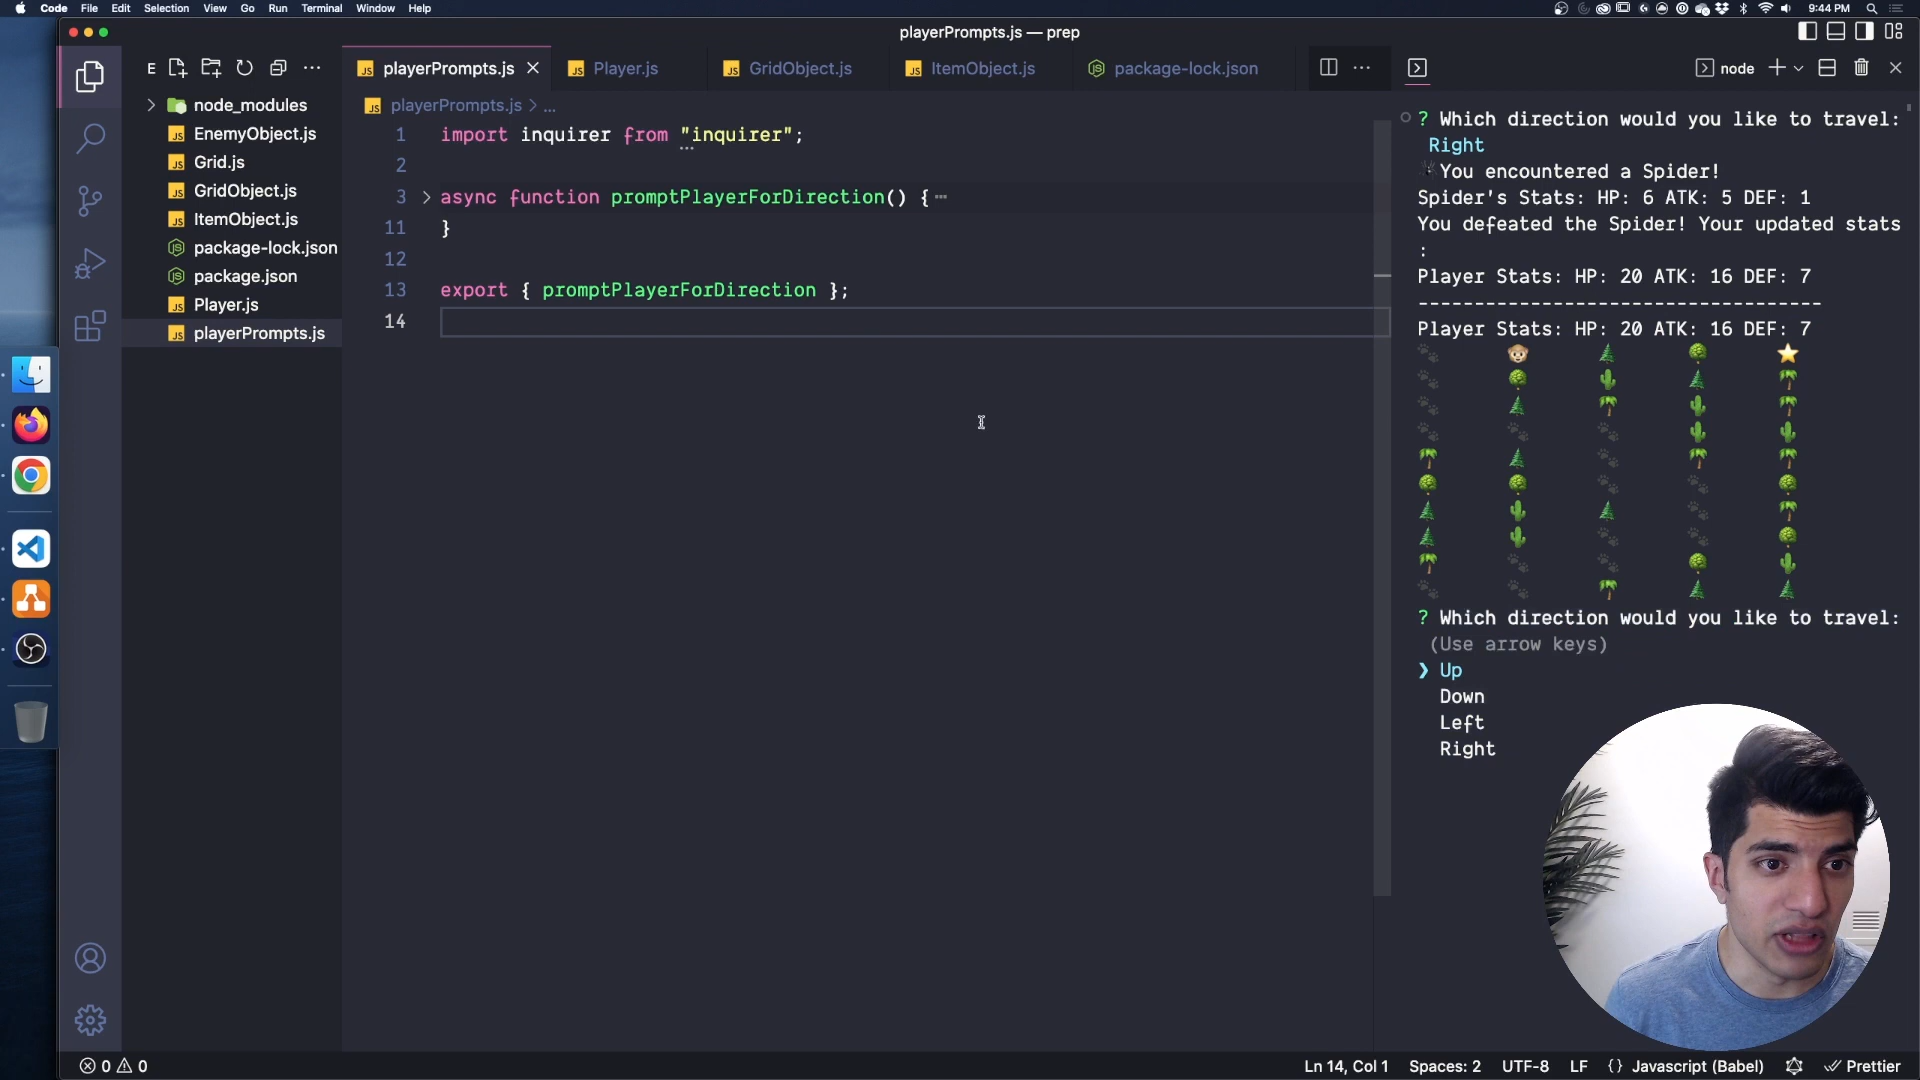 Code File Edit Selection View Go Run Terminal Window Help 9:44 PM
playerPrompts.js — prep
E
playerPrompts.js
Player.js
GridObject.js
ItemObject.js
package-lock.json
node
node_modules
EnemyObject.js
Grid.js
GridObject.js
ItemObject.js
package-lock.json
package.json
Player.js
playerPrompts.js
playerPrompts.js > ...
1 import inquirer from "inquirer";
2
3 async function promptPlayerForDirection() {
11 }
12
13 export { promptPlayerForDirection };
14
? Which direction would you like to travel:
Right
You encountered a Spider!
Spider's Stats: HP: 6 ATK: 5 DEF: 1
You defeated the Spider! Your updated stats
:
Player Stats: HP: 20 ATK: 16 DEF: 7
------------------------------------
Player Stats: HP: 20 ATK: 16 DEF: 7
? Which direction would you like to travel:
(Use arrow keys)
❯ Up
Down
Left
Right
0 0
Ln 14, Col 1 Spaces: 2 UTF-8 LF {} Javascript (Babel) Prettier